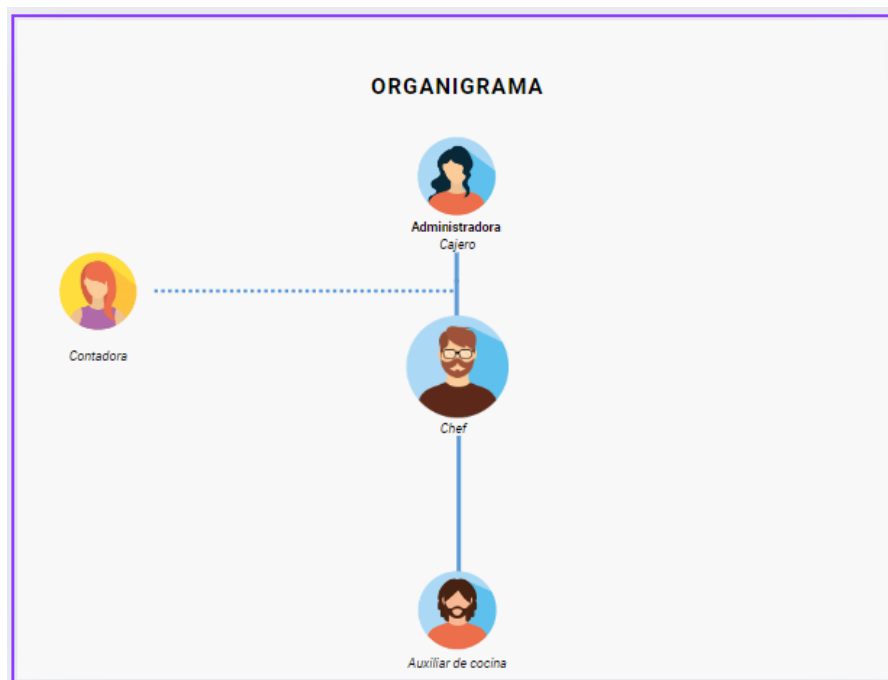 ORGANIGRAMA
Administradora
Cajero
Contadora
Chef
Auxiliar de cocina